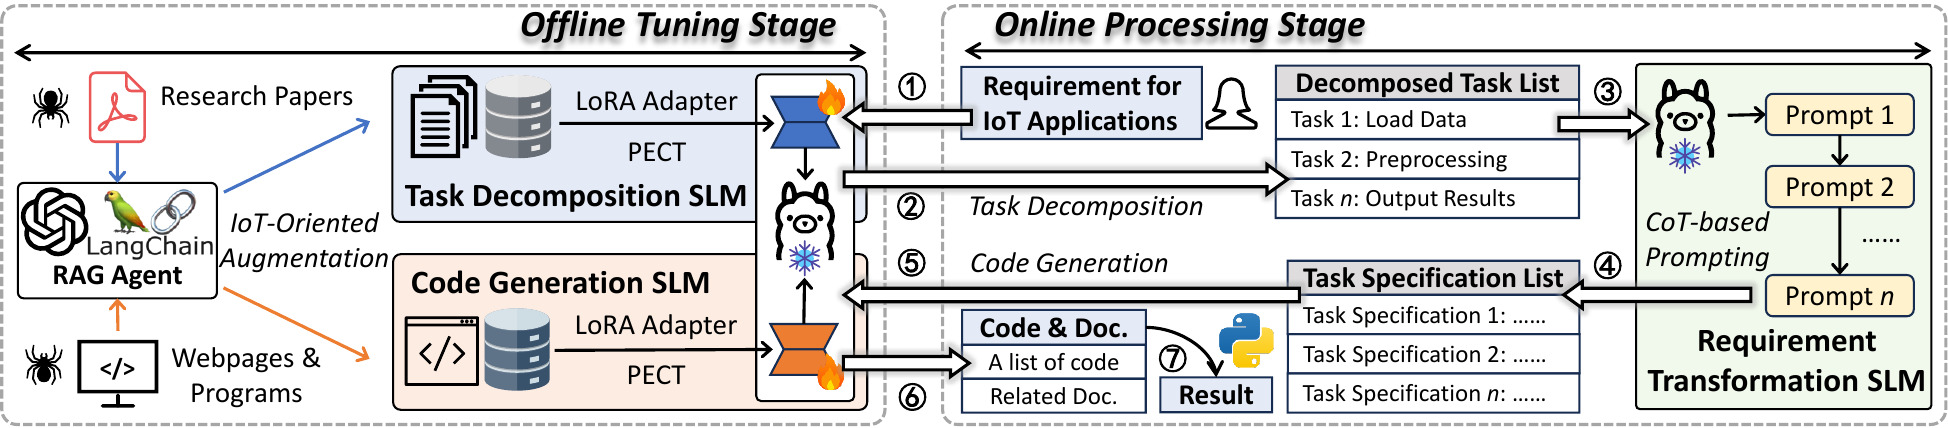 Offline Tuning Stage
Research Papers
LangChain
RAG Agent
IoT-Oriented
Augmentation
Webpages &
Programs
</>
LoRA Adapter
PECT
Task Decomposition SLM
Code Generation SLM
</>
LoRA Adapter
PECT
Online Processing Stage
①
Requirement for
IoT Applications
②
Task Decomposition
Decomposed Task List
Task 1: Load Data
Task 2: Preprocessing
Task n: Output Results
③
Prompt 1
Prompt 2
......
Prompt n
CoT-based
Prompting
Requirement
Transformation SLM
④
Task Specification List
Task Specification 1: ......
Task Specification 2: ......
Task Specification n: ......
⑤
Code Generation
⑥
Code & Doc.
A list of code
Related Doc.
⑦
Result